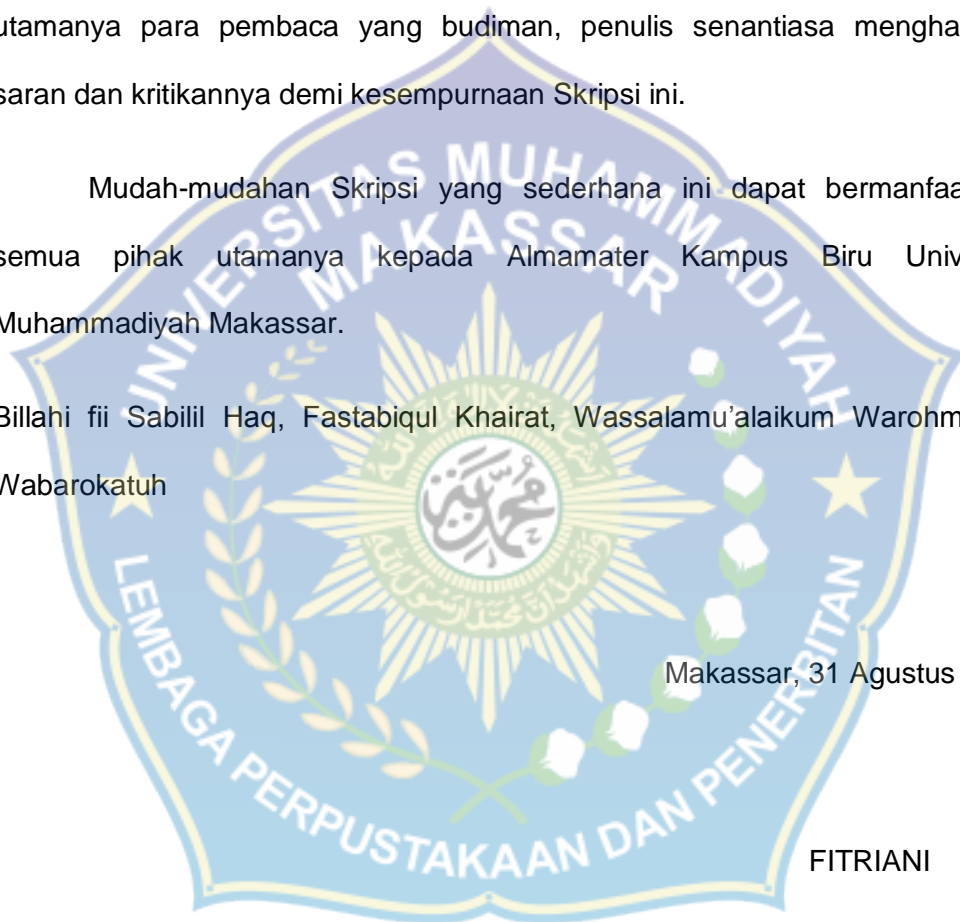 utamanya para pembaca yang budiman, penulis senantiasa mengha
saran dan kritikannya demi kesempurnaan Skripsi ini.
Mudah-mudahan Skripsi yang sederhana ini dapat bermanfaa
semua pihak utamanya kepada Almamater Kampus Biru Univ
Muhammadiyah Makassar.
Billahi fii Sabilil Haq, Fastabiqul Khairat, Wassalamu’alaikum Warohm
Wabarokatuh
Makassar, 31 Agustus
FITRIANI
UNIVERSITAS MUHAMMADIYAH
MAKASSAR
LEMBAGA PERPUSTAKAAN DAN PENERBITAN